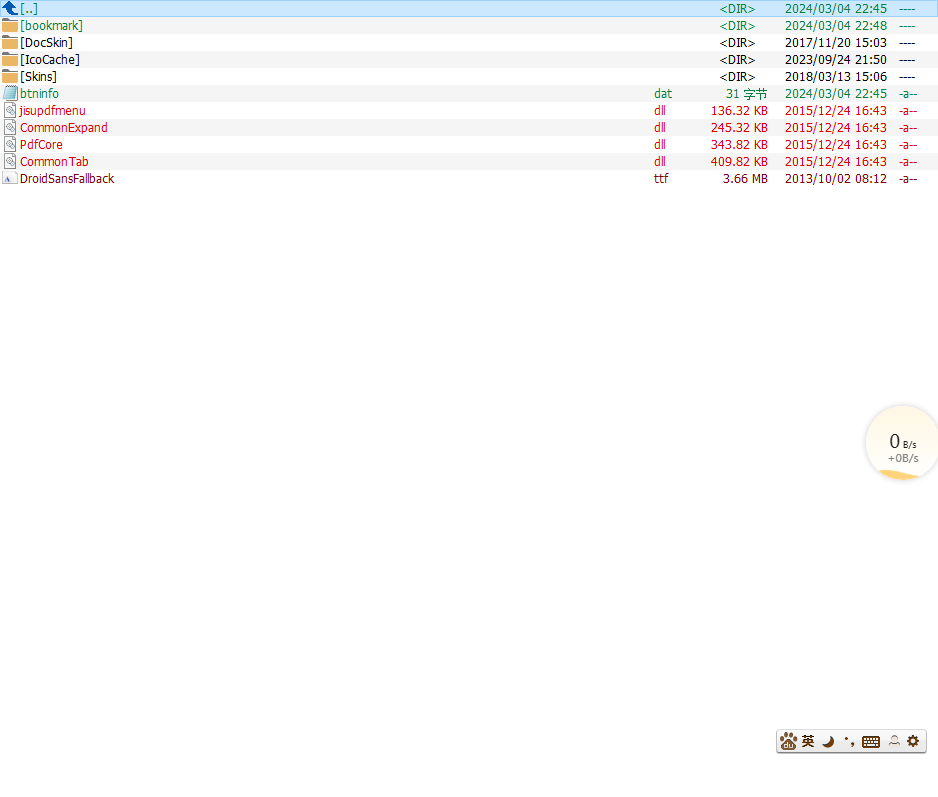 [..] <DIR> 2024/03/04 22:45 ----
[bookmark] <DIR> 2024/03/04 22:48 ----
[DocSkin] <DIR> 2017/11/20 15:03 ----
[IcoCache] <DIR> 2023/09/24 21:50 ----
[Skins] <DIR> 2018/03/13 15:06 ----
btninfo dat 31 字节 2024/03/04 22:45 -a--
jisupdfmenu dll 136.32 KB 2015/12/24 16:43 -a--
CommonExpand dll 245.32 KB 2015/12/24 16:43 -a--
PdfCore dll 343.82 KB 2015/12/24 16:43 -a--
CommonTab dll 409.82 KB 2015/12/24 16:43 -a--
DroidSansFallback ttf 3.66 MB 2013/10/02 08:12 -a--
0 B/s
+0B/s
du 英